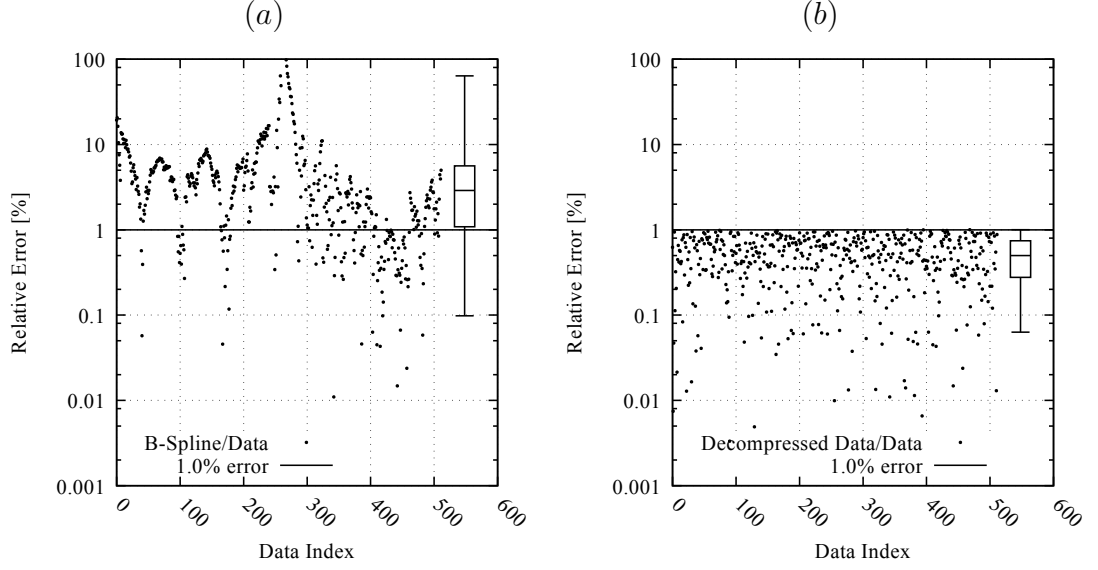 (a)
Relative Error [%]
100
10
1
0.1
0.01
0.001
B-Spline/Data
1.0% error
0
100
200
300
400
500
600
Data Index
(b)
Relative Error [%]
100
10
1
0.1
0.01
0.001
Decompressed Data/Data
1.0% error
0
100
200
300
400
500
600
Data Index